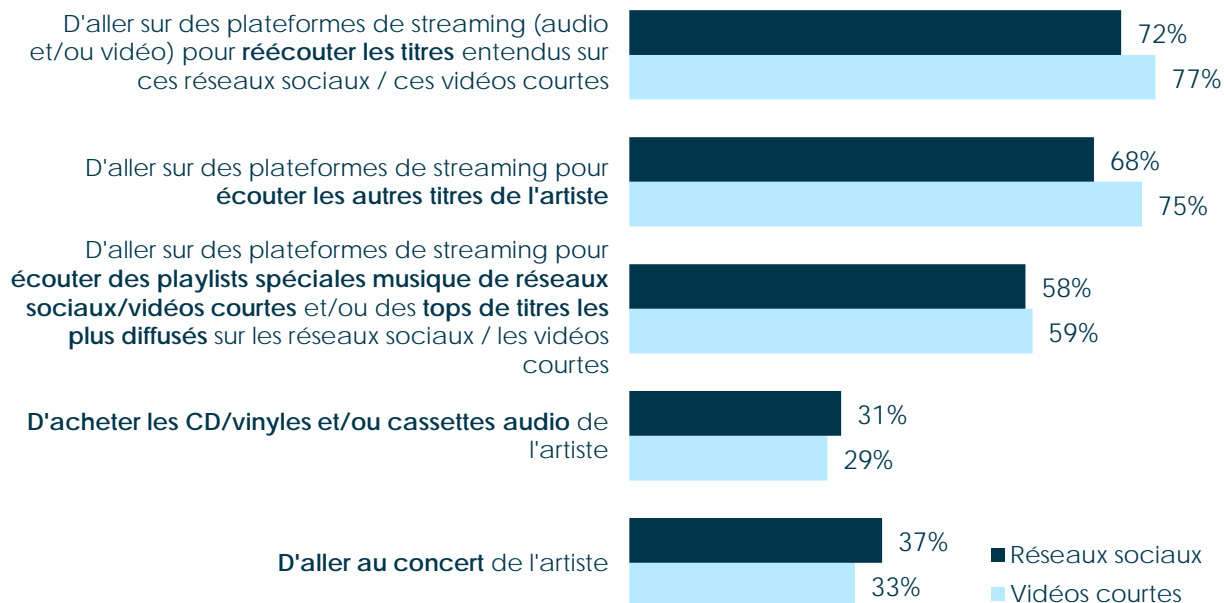 D'aller sur des plateformes de streaming (audio
et/ou vidéo) pour réécouter les titres entendus sur
ces réseaux sociaux / ces vidéos courtes
72%
77%
D'aller sur des plateformes de streaming pour
écouter les autres titres de l'artiste
68%
75%
D'aller sur des plateformes de streaming pour
écouter des playlists spéciales musique de réseaux
sociaux/vidéos courtes et/ou des tops de titres les
plus diffusés sur les réseaux sociaux / les vidéos
courtes
58%
59%
D'acheter les CD/vinyles et/ou cassettes audio de
l'artiste
31%
29%
D'aller au concert de l'artiste
37%
33%
Réseaux sociaux
Vidéos courtes